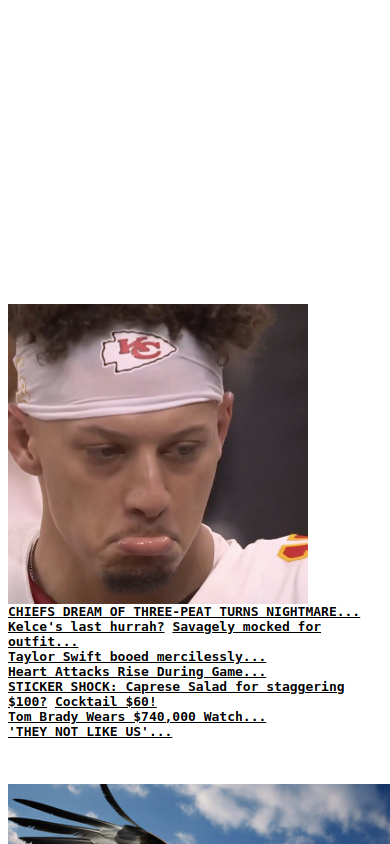 KC
CHIEFS DREAM OF THREE-PEAT TURNS NIGHTMARE...
Kelce's last hurrah? Savagely mocked for
outfit...
Taylor Swift booed mercilessly...
Heart Attacks Rise During Game...
STICKER SHOCK: Caprese Salad for staggering
$100? Cocktail $60!
Tom Brady Wears $740,000 Watch...
'THEY NOT LIKE US'...